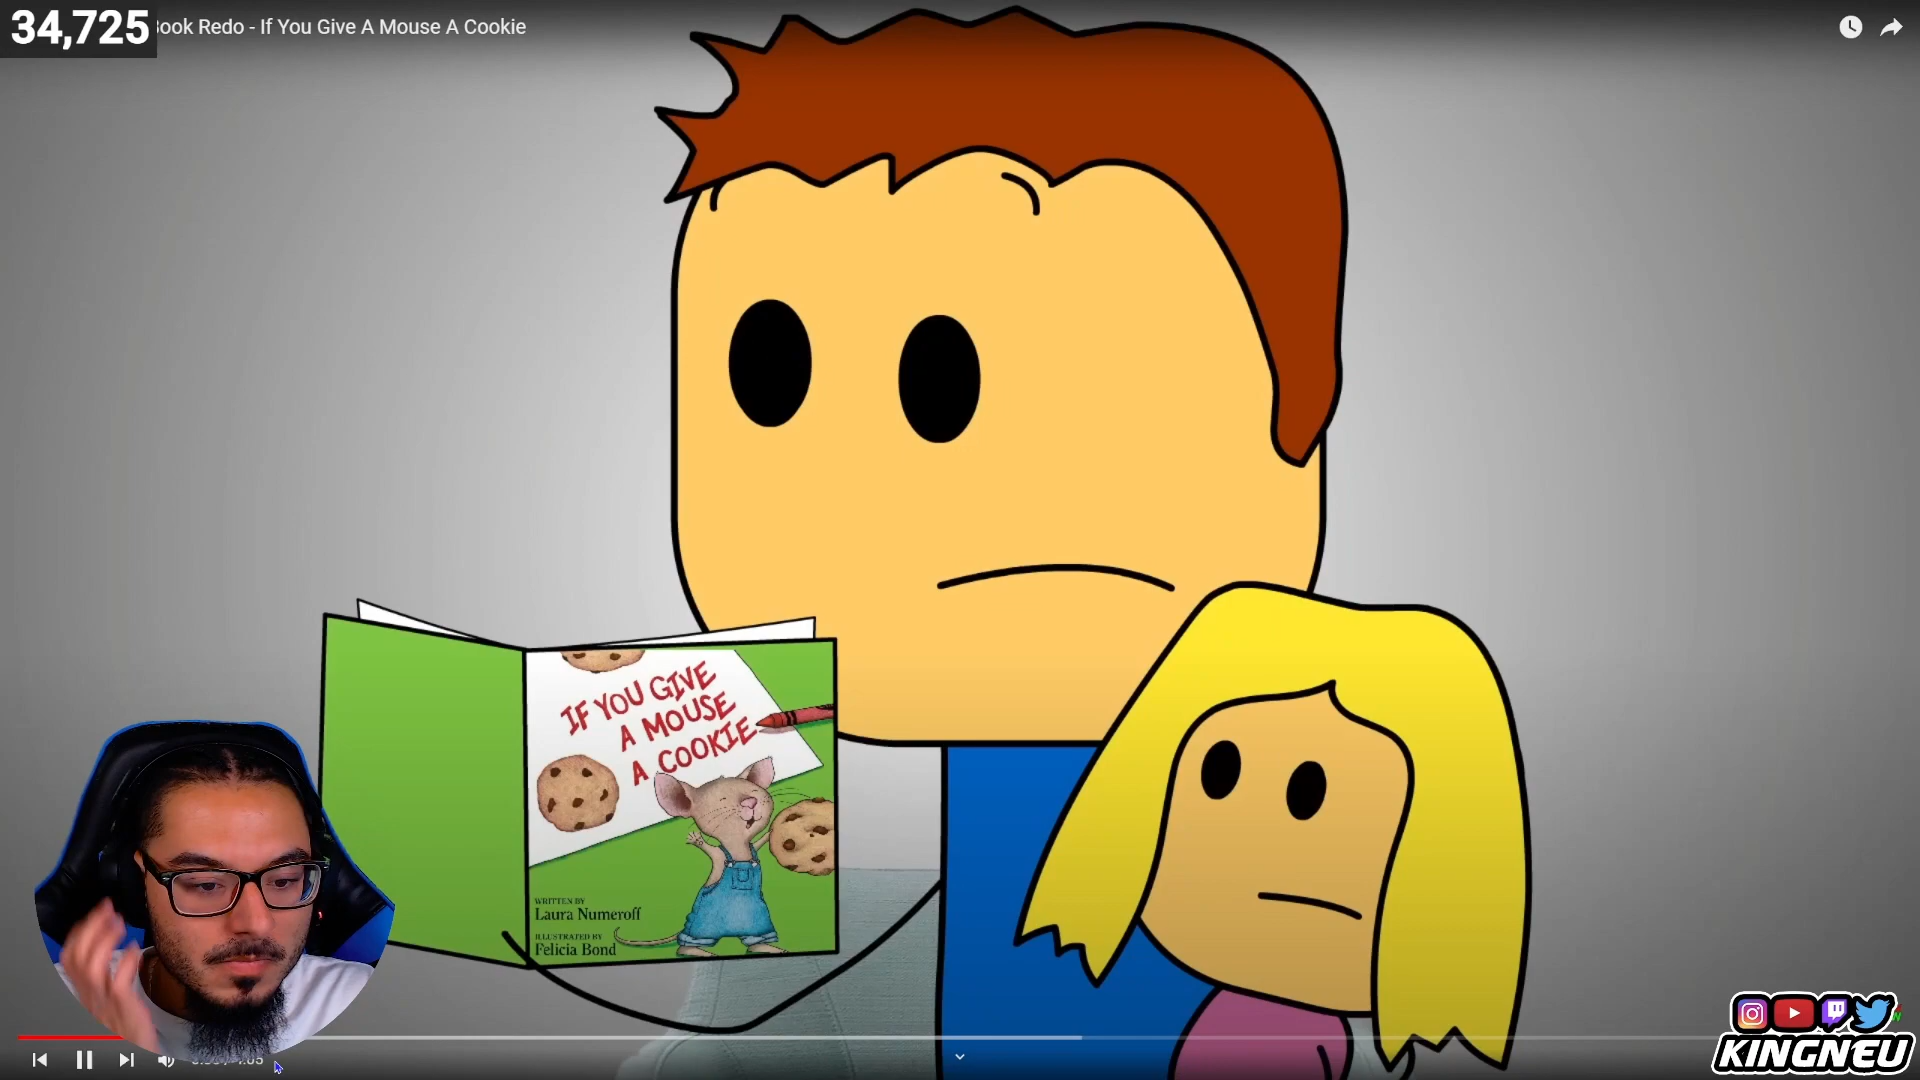 34,725
Book Redo - If You Give A Mouse A Cookie
IF YOU GIVE
A MOUSE
A COOKIE
WRITTEN BY
Laura Numeroff
ILLUSTRATED BY
Felicia Bond
KINGNEU